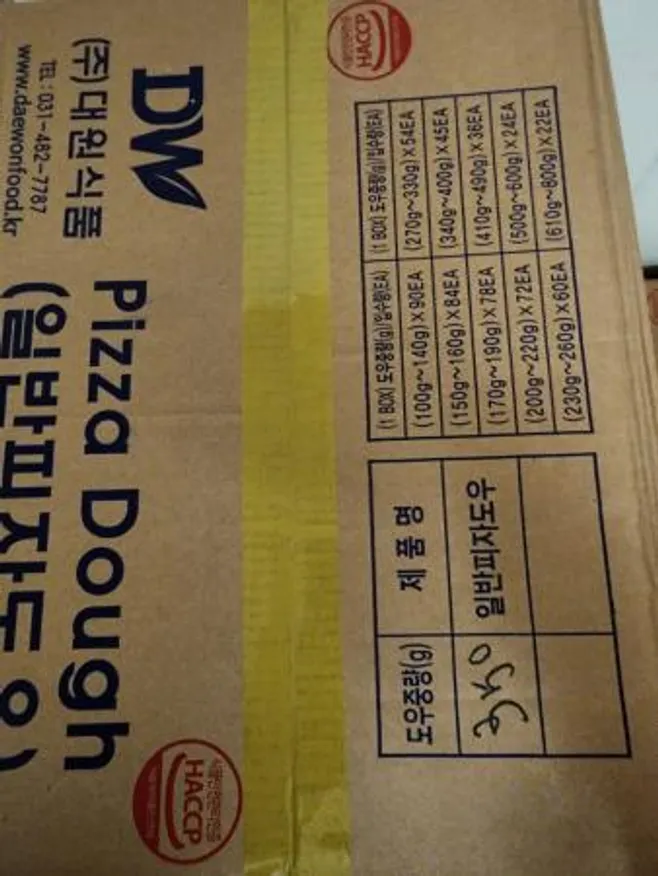 DW
(주)대원식품
TEL : 031-482-7787
www.daewonfood.kr
Pizza Dough
(일반피자도우)
HACCP
도우중량(g) 제 품 명
350 일반피자도우
(1 BOX) 도우중량(g)/입수량(EA) (1 BOX) 도우중량(g)/입수량(EA)
(100g~140g)×90EA (270g~330g)×54EA
(150g~160g)×84EA (340g~400g)×45EA
(170g~190g)×78EA (410g~490g)×36EA
(200g~220g)×72EA (500g~600g)×24EA
(230g~260g)×60EA (610g~800g)×22EA
HACCP